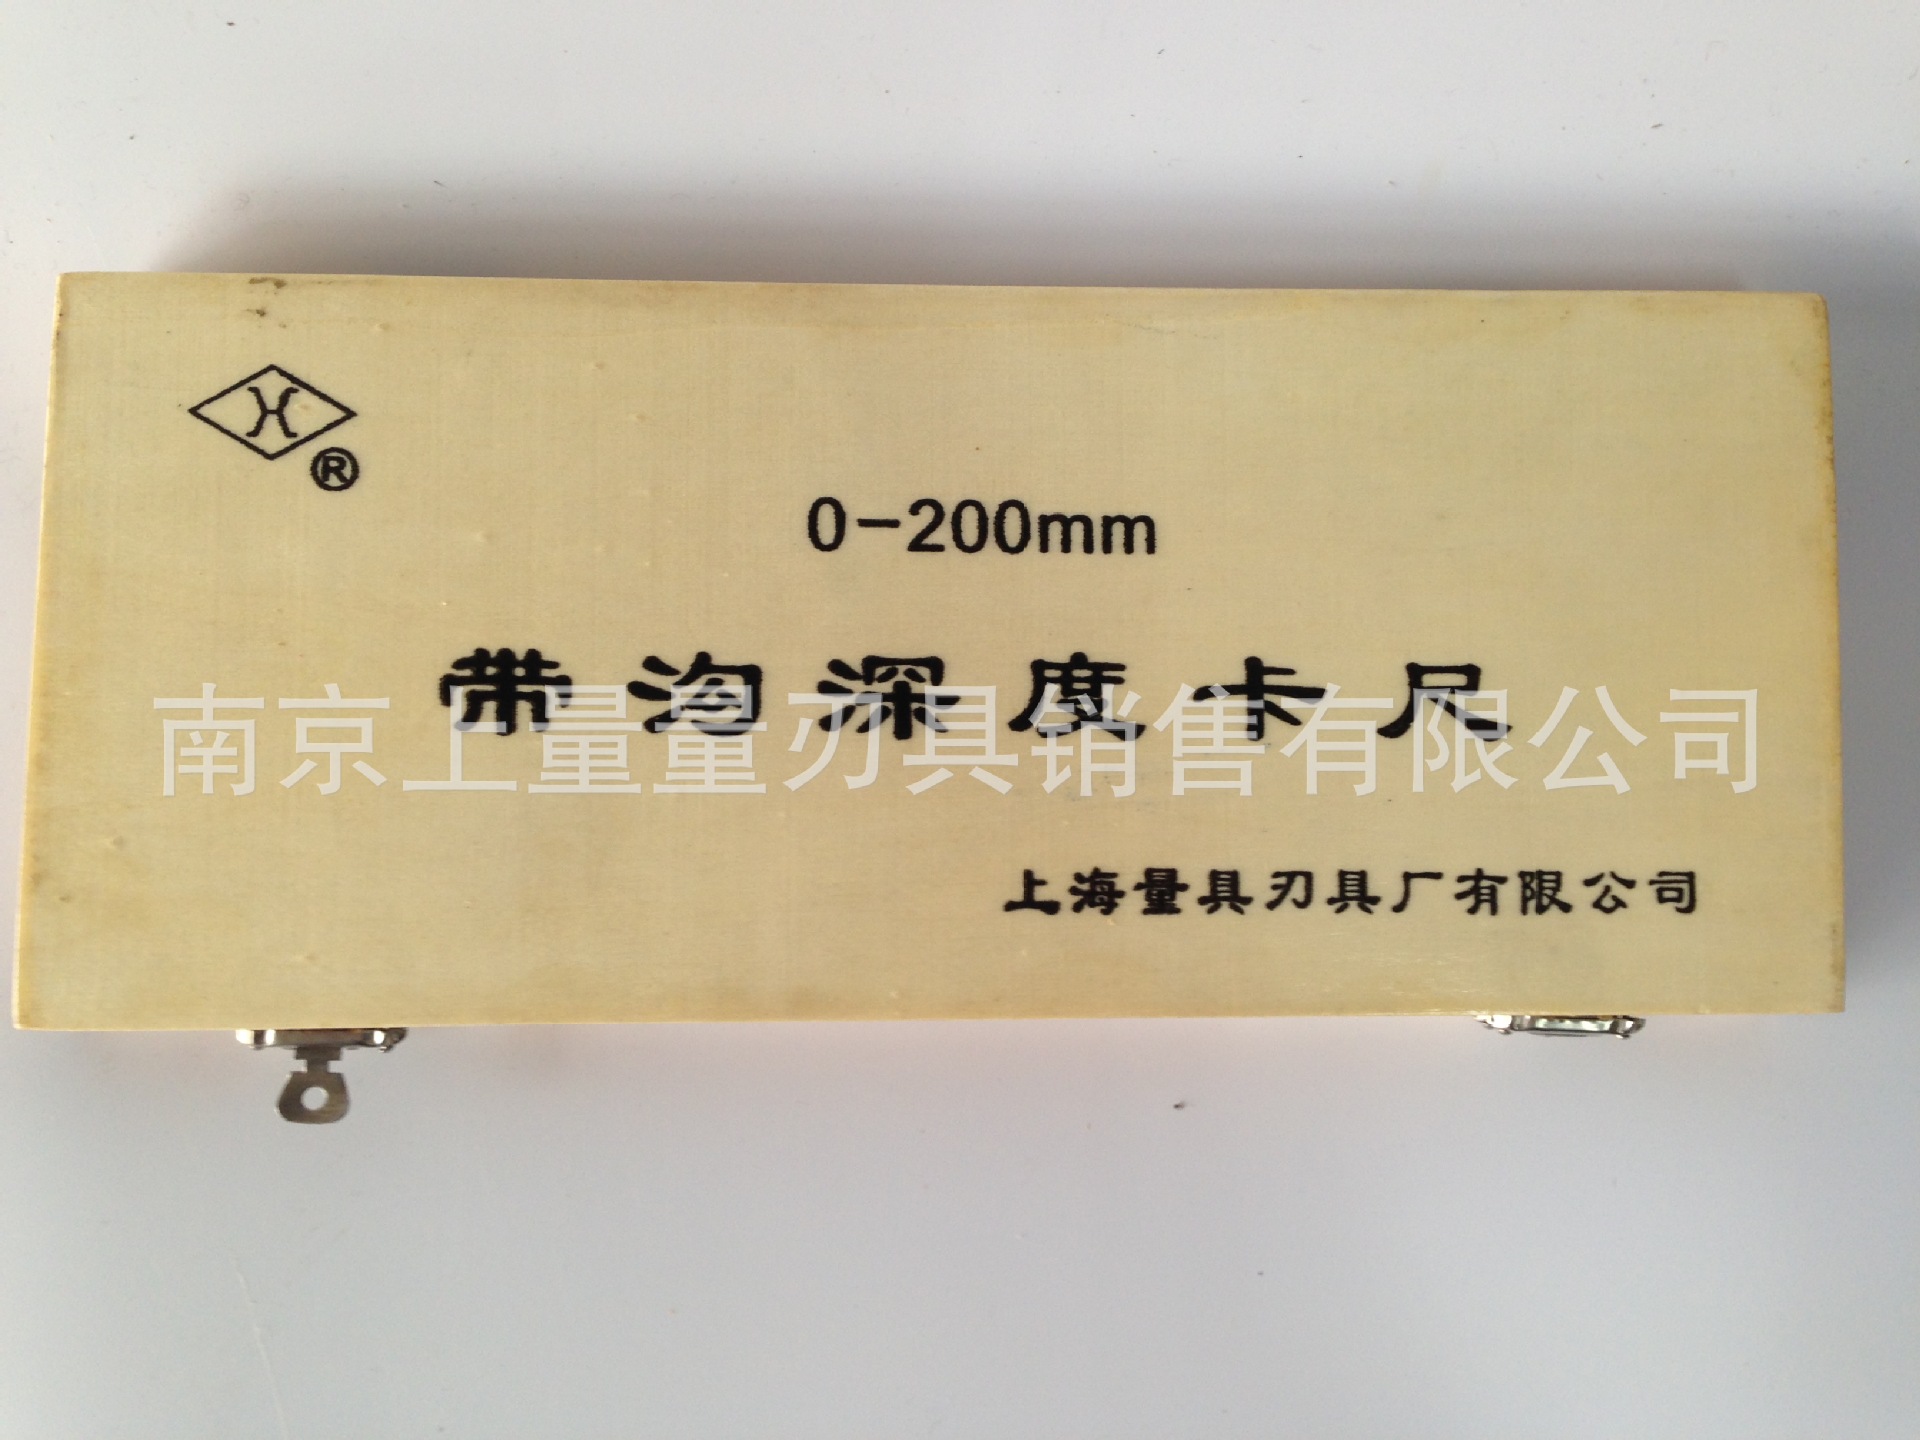 H
®
0-200mm
带沟深度卡尺
南京上量量刃具销售有限公司
上海量具刃具厂有限公司